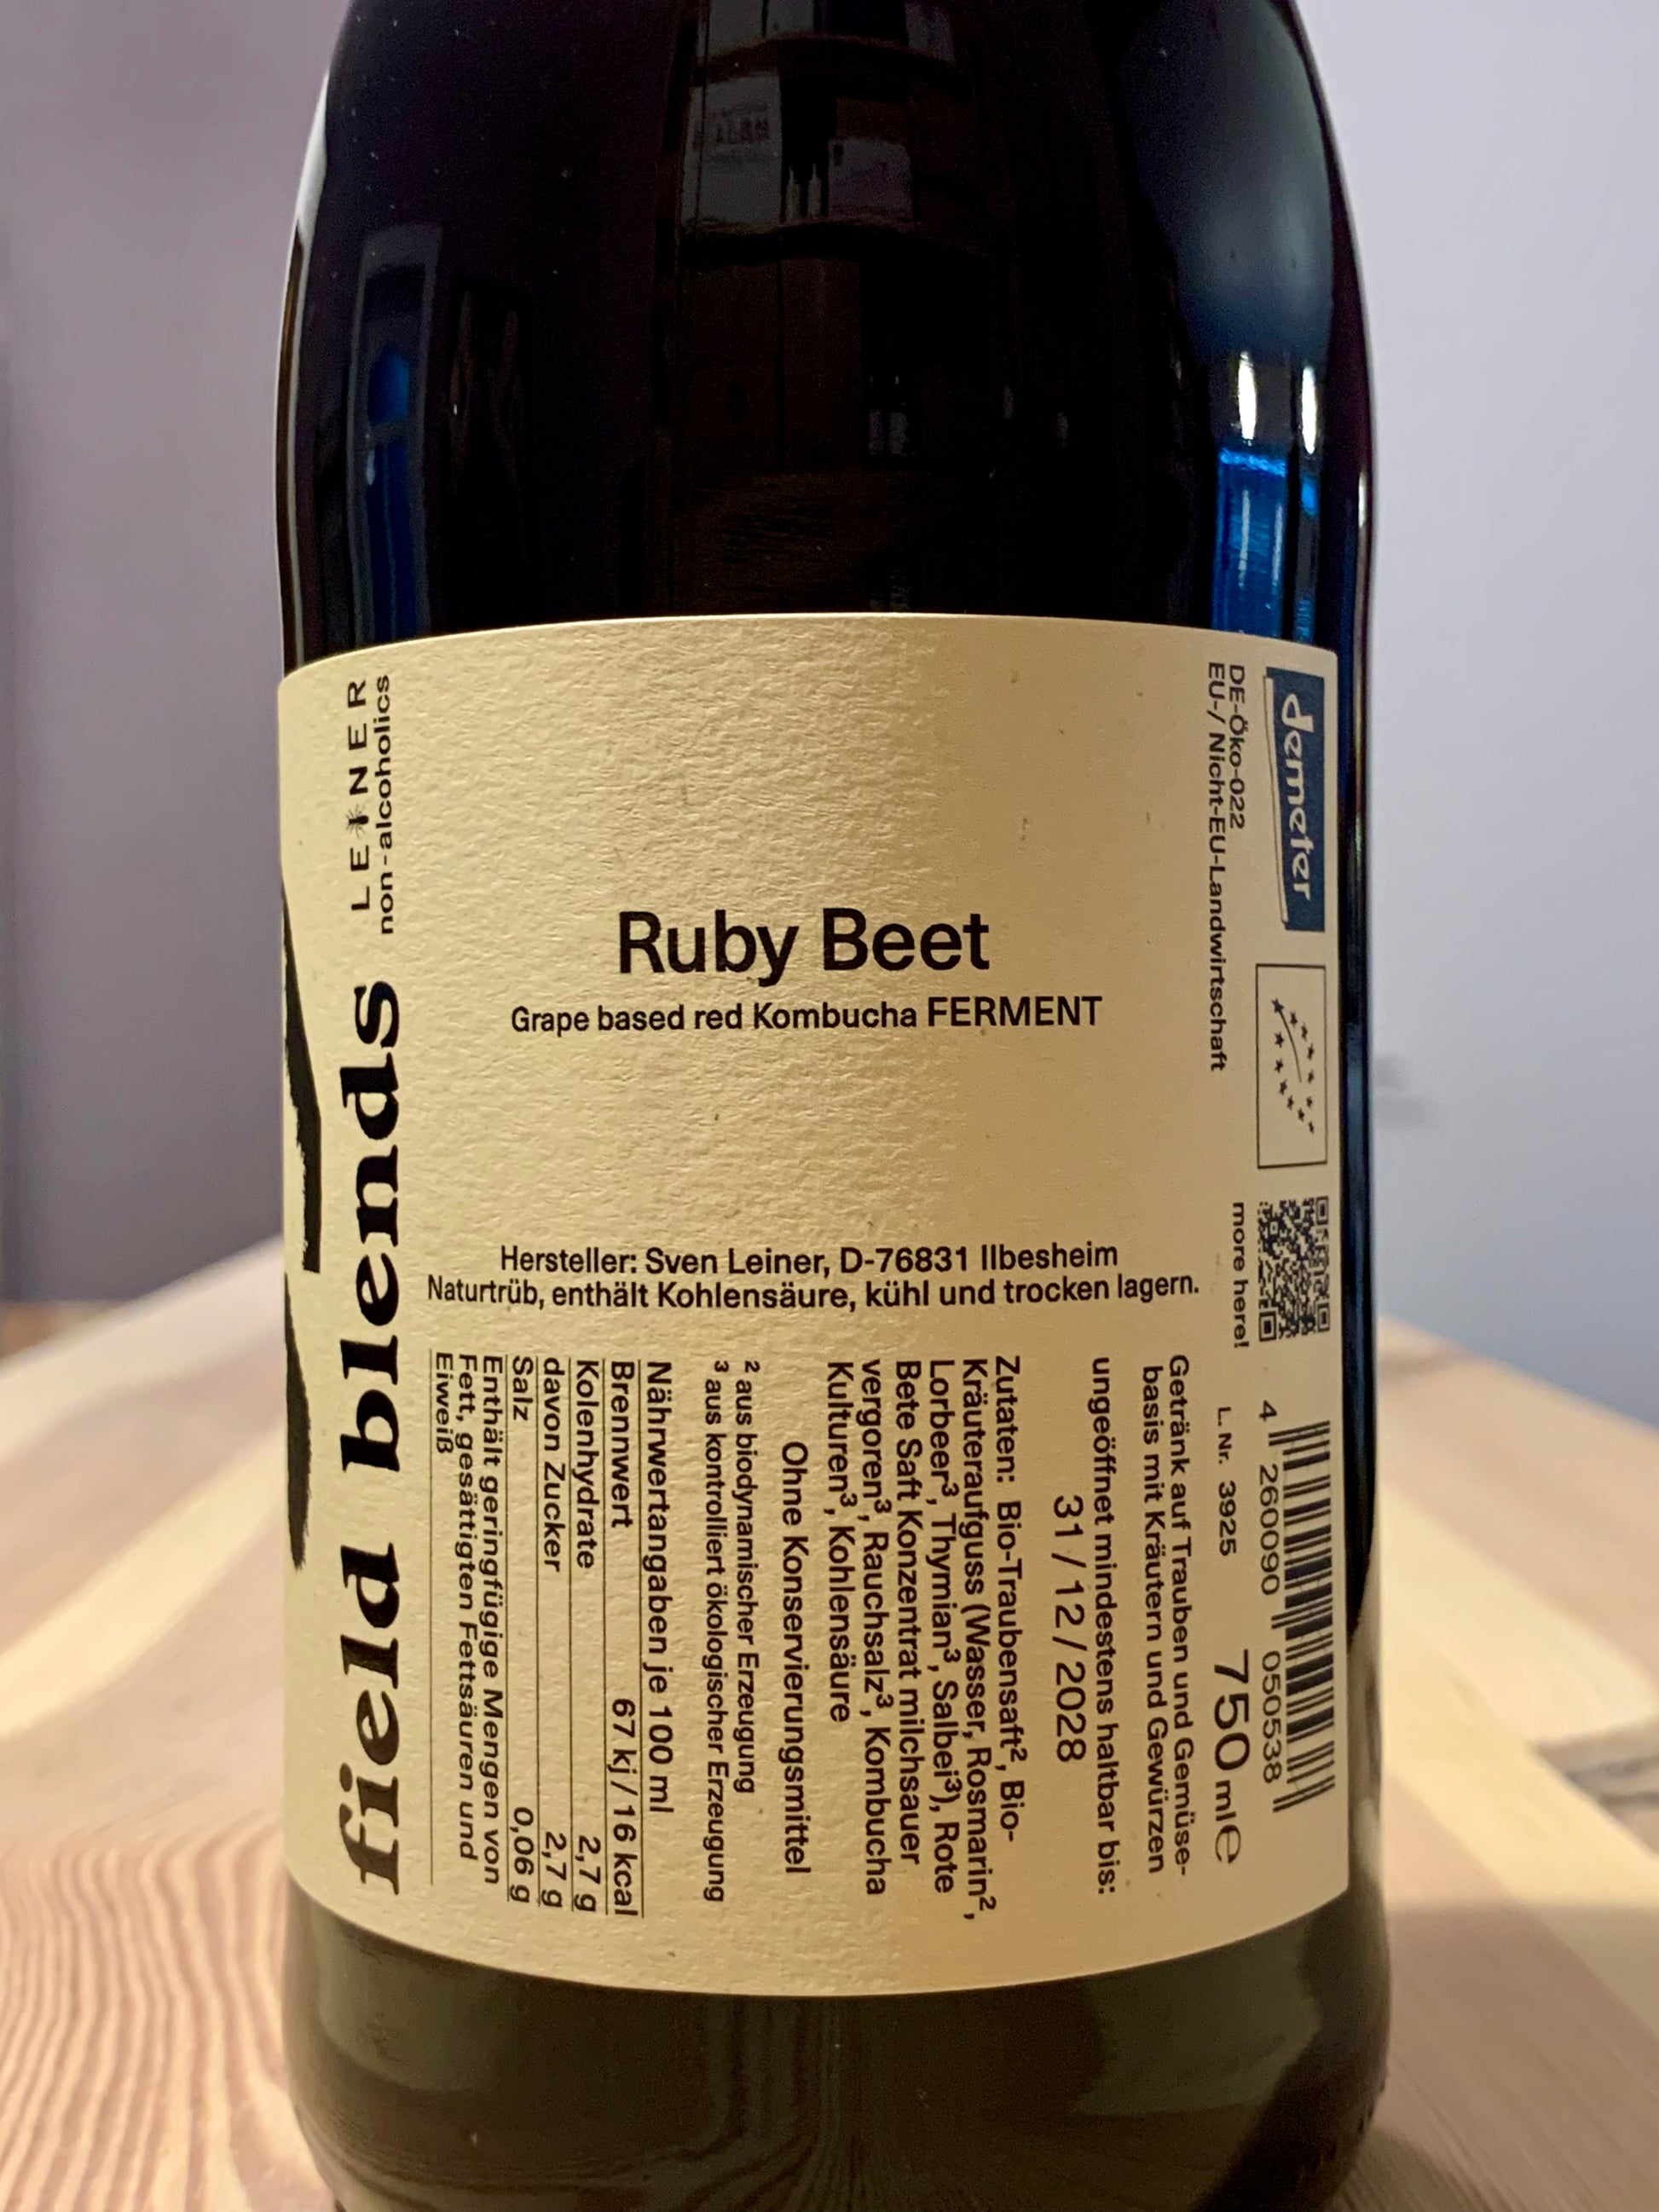 LEINER
non-alcoholics
field blends
Ruby Beet
Grape based red Kombucha FERMENT
Hersteller: Sven Leiner, D-76831 Ilbesheim
Naturtrüb, enthält Kohlensäure, kühl und trocken lagern.
demeter
DE-Öko-022
EU-/ Nicht-EU-Landwirtschaft
more here!
4 260090 050538
L. Nr. 3925 750 ml e
Getränk auf Trauben und Gemüse-
basis mit Kräutern und Gewürzen
ungeöffnet mindestens haltbar bis:
31/12/2028
Zutaten: Bio-Traubensaft², Bio-
Kräuteraufguss (Wasser, Rosmarin²,
Lorbeer³, Thymian³, Salbei³), Rote
Bete Saft Konzentrat milchsauer
vergoren³, Rauchsalz³, Kombucha
Kulturen³, Kohlensäure
Ohne Konservierungsmittel
² aus biodynamischer Erzeugung
³ aus kontrolliert ökologischer Erzeugung
Nährwertangaben je 100 ml
Brennwert 67 kj/16 kcal
Kolenhydrate 2,7 g
davon Zucker 2,7 g
Salz 0,06 g
Enthält geringfügige Mengen von
Fett, gesättigten Fettsäuren und
Eiweiß